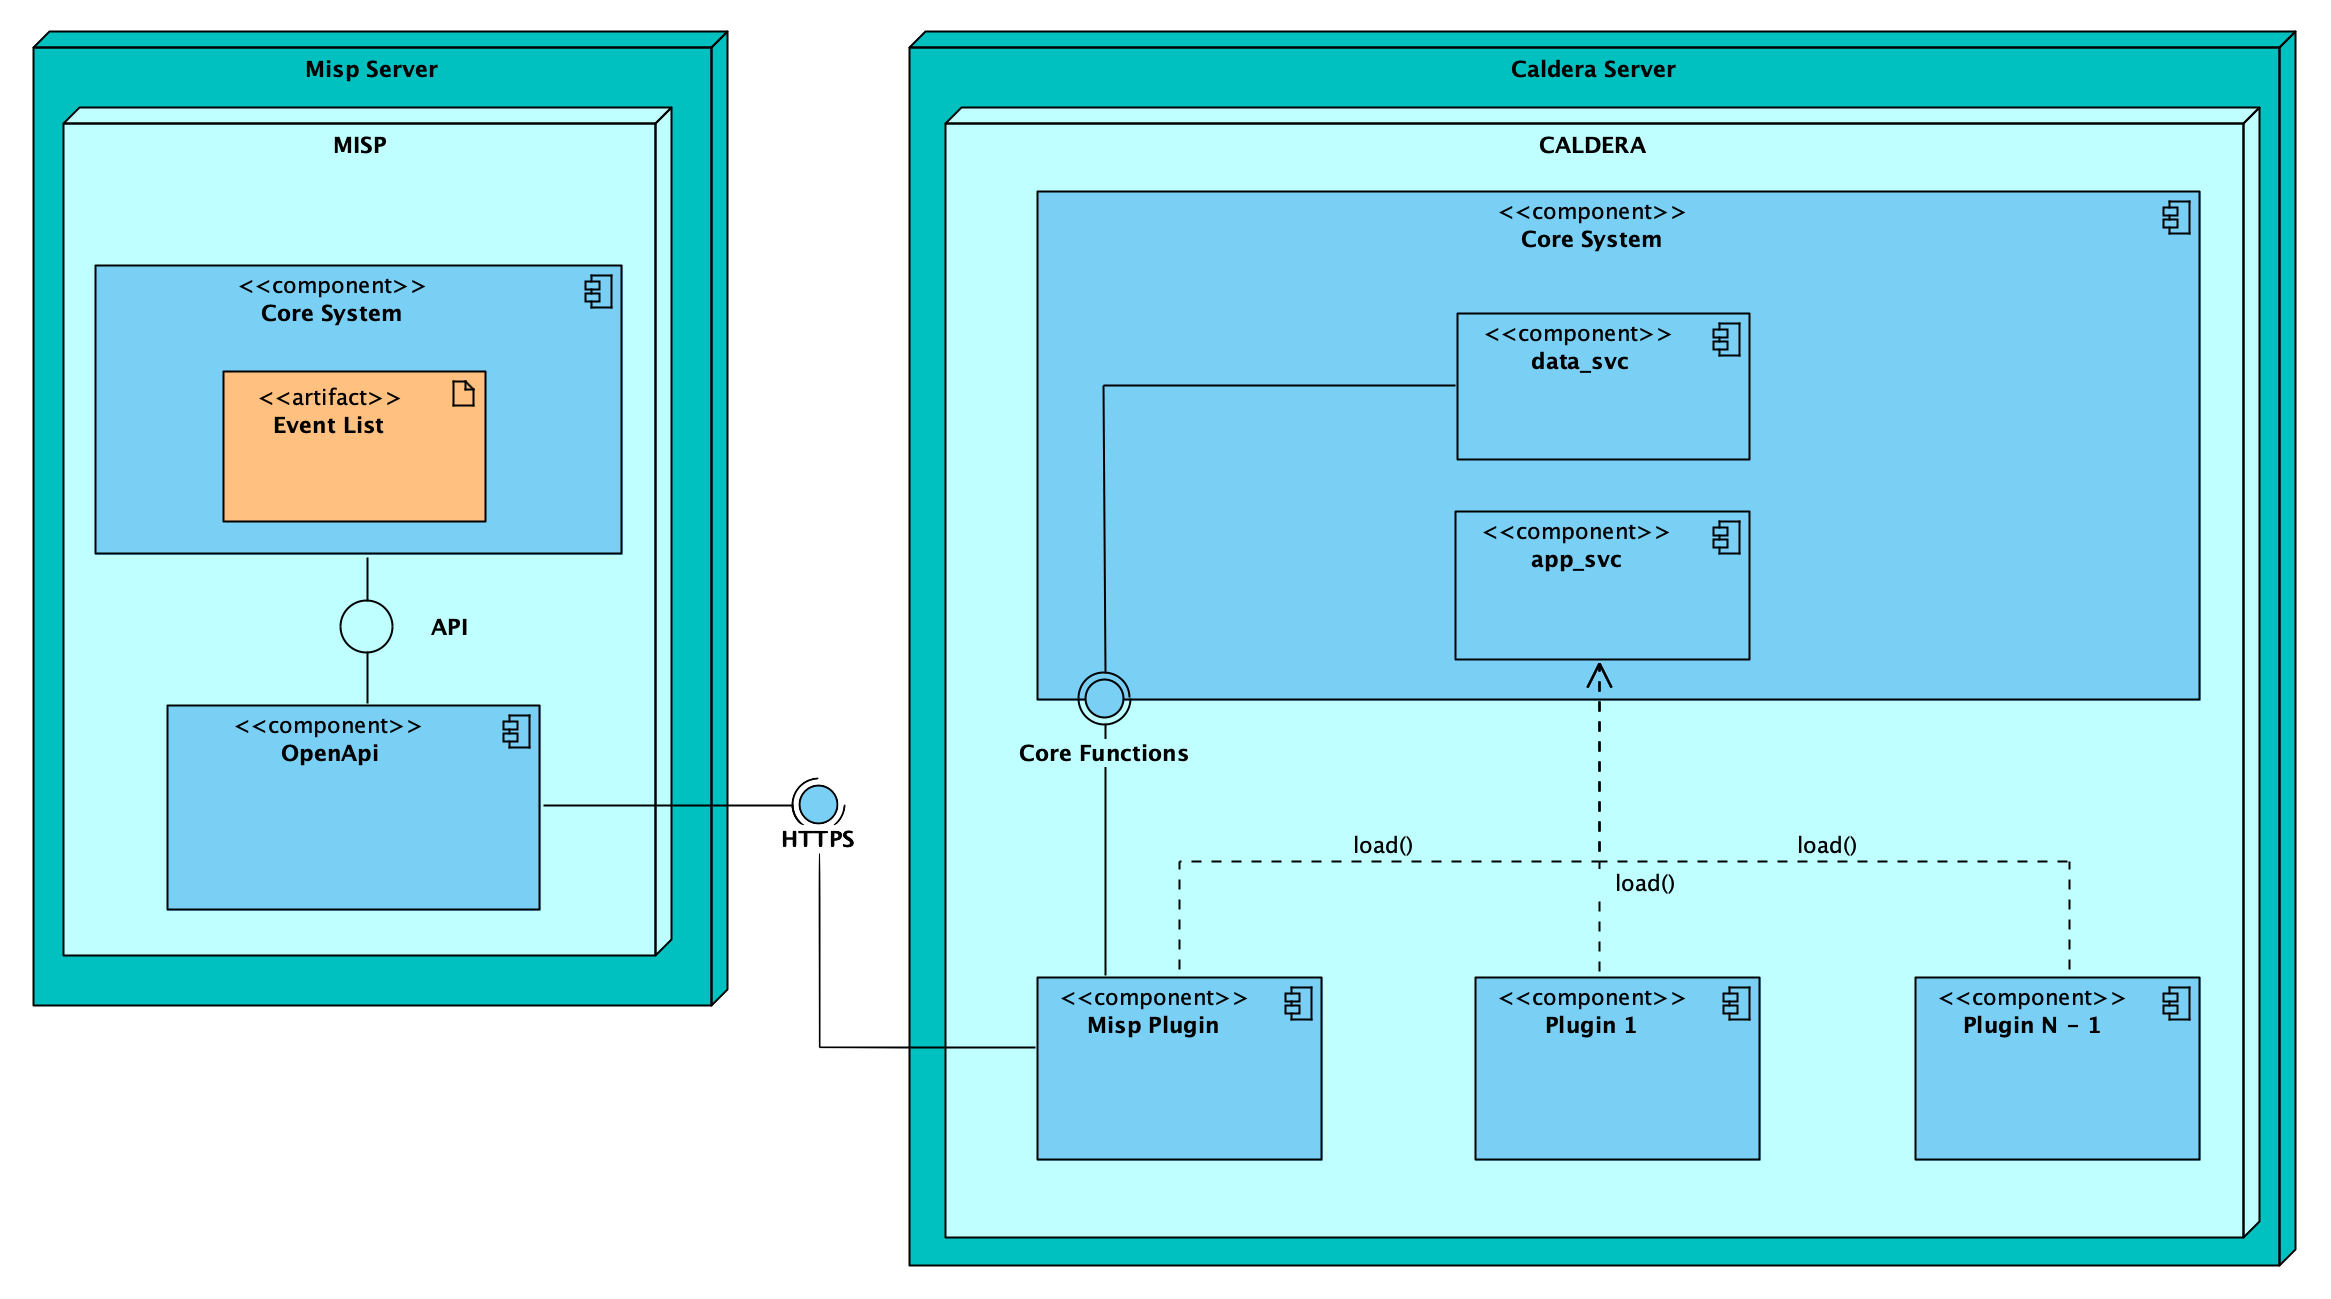 Misp Server
MISP
<<component>>
Core System
<<artifact>>
Event List
API
<<component>>
OpenApi
HTTPS
Caldera Server
CALDERA
<<component>>
Core System
<<component>>
data_svc
<<component>>
app_svc
Core Functions
load()
load()
load()
<<component>>
Misp Plugin
<<component>>
Plugin 1
<<component>>
Plugin N - 1